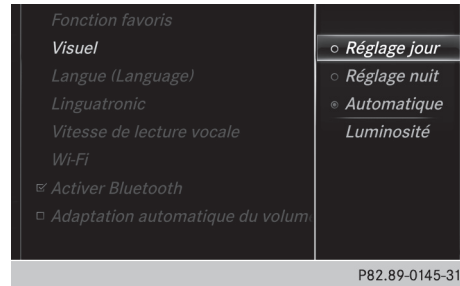 Fonction favoris
Visuel
Langue (Language)
Linguatronic
Vitesse de lecture vocale
Wi-Fi
Activer Bluetooth
Adaptation automatique du volum
Réglage jour
Réglage nuit
Automatique
Luminosité
P82.89-0145-31